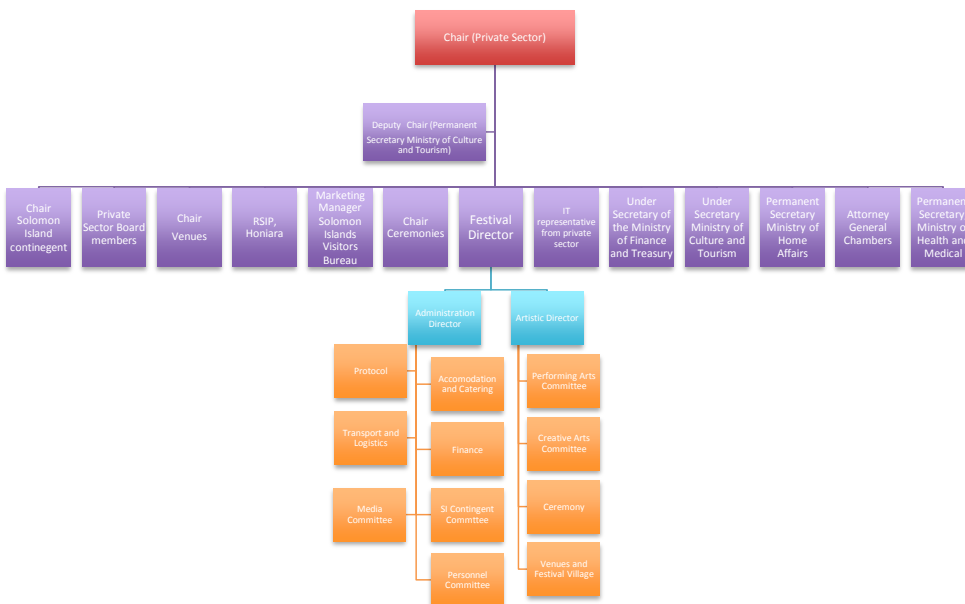 Chair (Private Sector)
Deputy Chair (Permanent
Secretary Ministry of Culture
and Tourism)
Chair
Solomon
Island
continegent
Private
Sector Board
members
Chair
Venues
RSIP,
Honiara
Marketing
Manager
Solomon
Islands
Visitors
Bureau
Chair
Ceremonies
Festival
Director
IT
representative
from private
sector
Under
Secretary of
the Ministry
of Finance
and Treasury
Under
Secretary
Ministry of
Culture and
Tourism
Permanent
Secretary
Ministry of
Home
Affairs
Attorney
General
Chambers
Permanent
Secretary
Ministry of
Health and
Medical
Administration
Director
Artistic Director
Protocol
Accomodation
and Catering
Transport and
Logistics
Finance
Media
Committee
SI Contingent
Committee
Personnel
Committee
Performing Arts
Committee
Creative Arts
Committee
Ceremony
Venues and
Festival Village